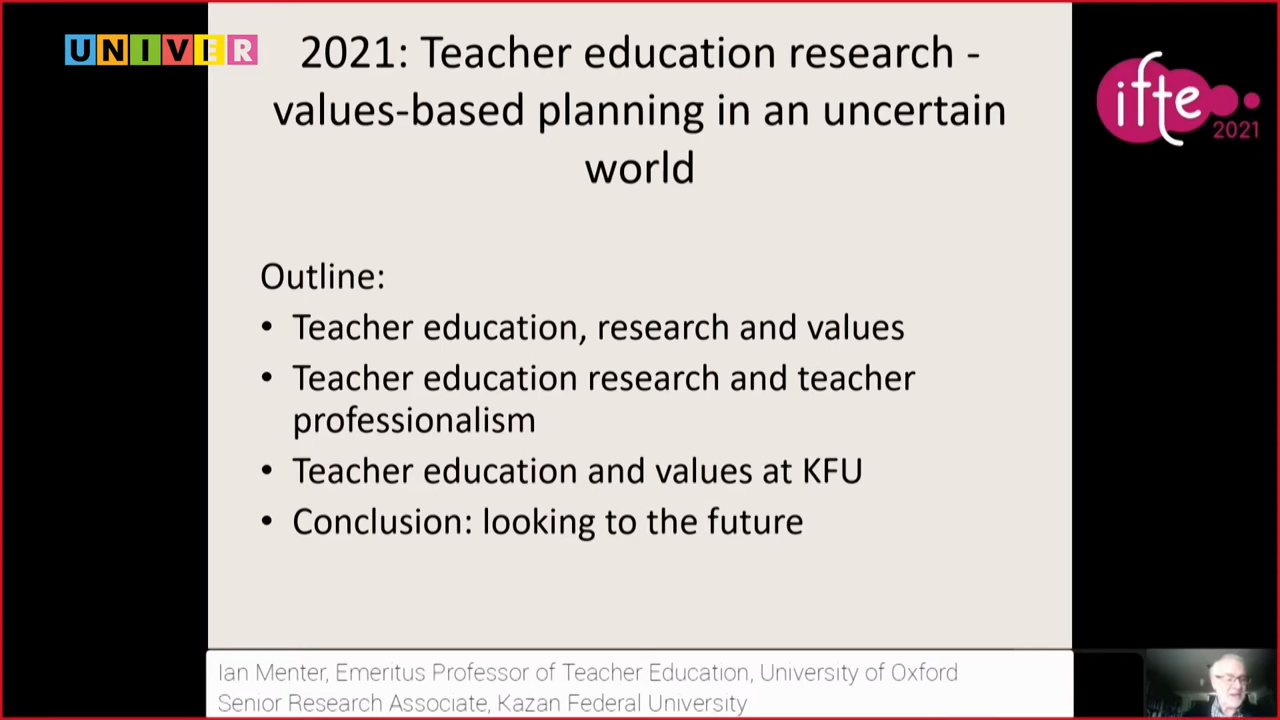 UNIVER
2021: Teacher education research -
values-based planning in an uncertain
world
ifte
2021
Outline:
• Teacher education, research and values
• Teacher education research and teacher
professionalism
• Teacher education and values at KFU
• Conclusion: looking to the future
Ian Menter, Emeritus Professor of Teacher Education, University of Oxford
Senior Research Associate, Kazan Federal University